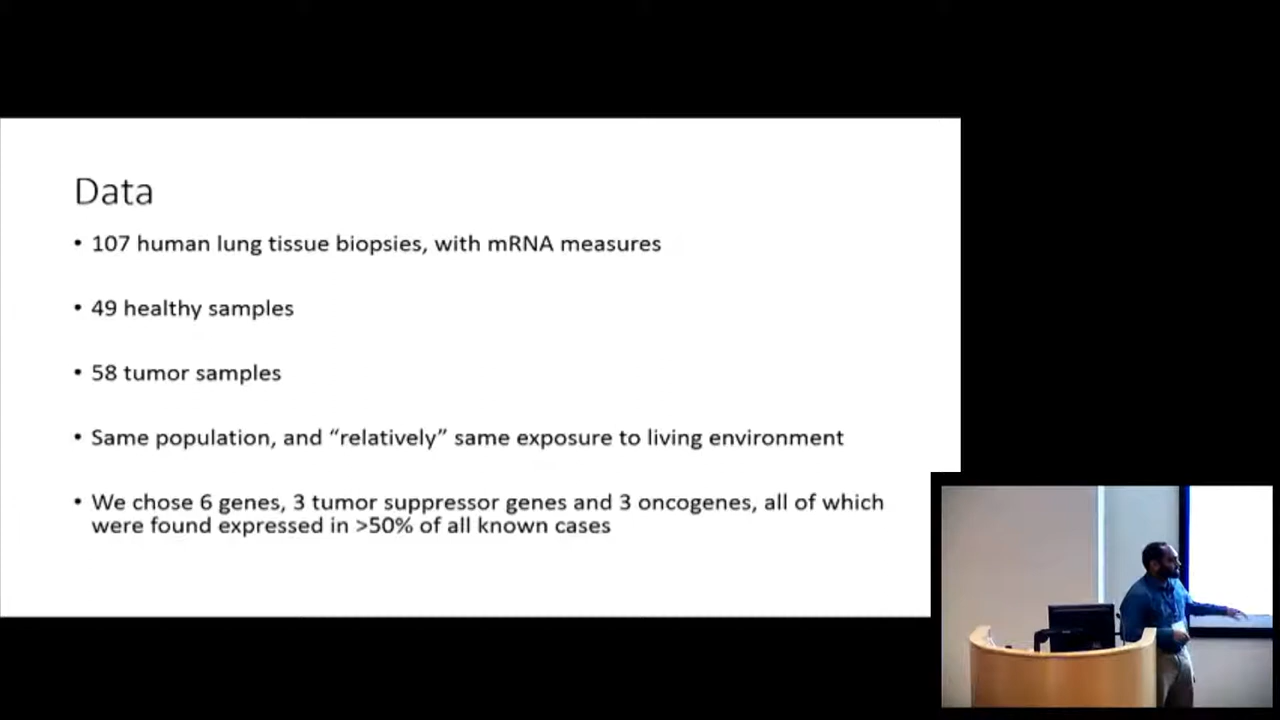 Data
• 107 human lung tissue biopsies, with mRNA measures
• 49 healthy samples
• 58 tumor samples
• Same population, and “relatively” same exposure to living environment
• We chose 6 genes, 3 tumor suppressor genes and 3 oncogenes, all of which
were found expressed in >50% of all known cases